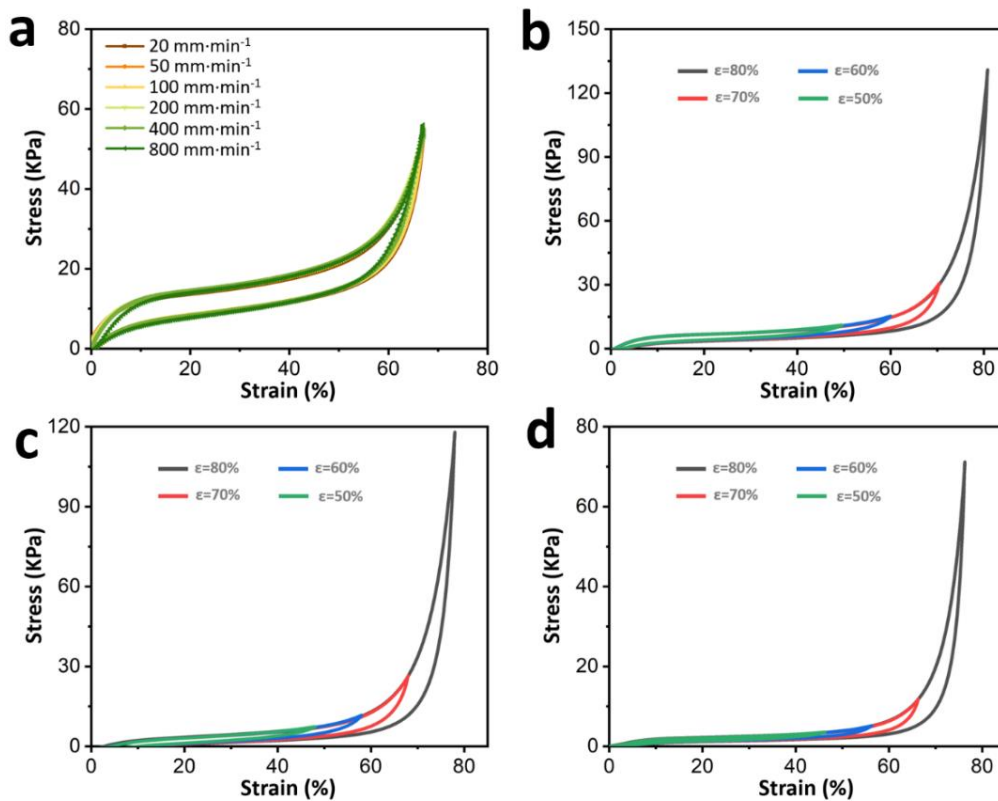 a
80
60
40
20
0
Stress (KPa)
20 mm·min⁻¹
50 mm·min⁻¹
100 mm·min⁻¹
200 mm·min⁻¹
400 mm·min⁻¹
800 mm·min⁻¹
0 20 40 60 80
Strain (%)
b
150
120
90
60
30
0
Stress (KPa)
ε=80% ε=60%
ε=70% ε=50%
0 20 40 60 80
Strain (%)
c
120
90
60
30
0
Stress (KPa)
ε=80% ε=60%
ε=70% ε=50%
0 20 40 60 80
Strain (%)
d
80
60
40
20
0
Stress (KPa)
ε=80% ε=60%
ε=70% ε=50%
0 20 40 60 80
Strain (%)